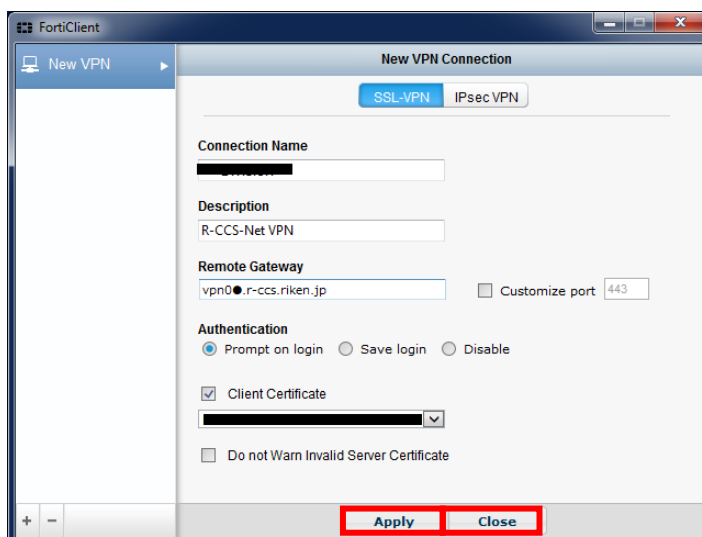 FortiClient
New VPN
New VPN Connection
SSL-VPN IPsec VPN
Connection Name
Description
R-CCS-Net VPN
Remote Gateway
vpn0●.r-ccs.riken.jp
Customize port 443
Authentication
Prompt on login Save login Disable
Client Certificate
Do not Warn Invalid Server Certificate
+ −
Apply Close